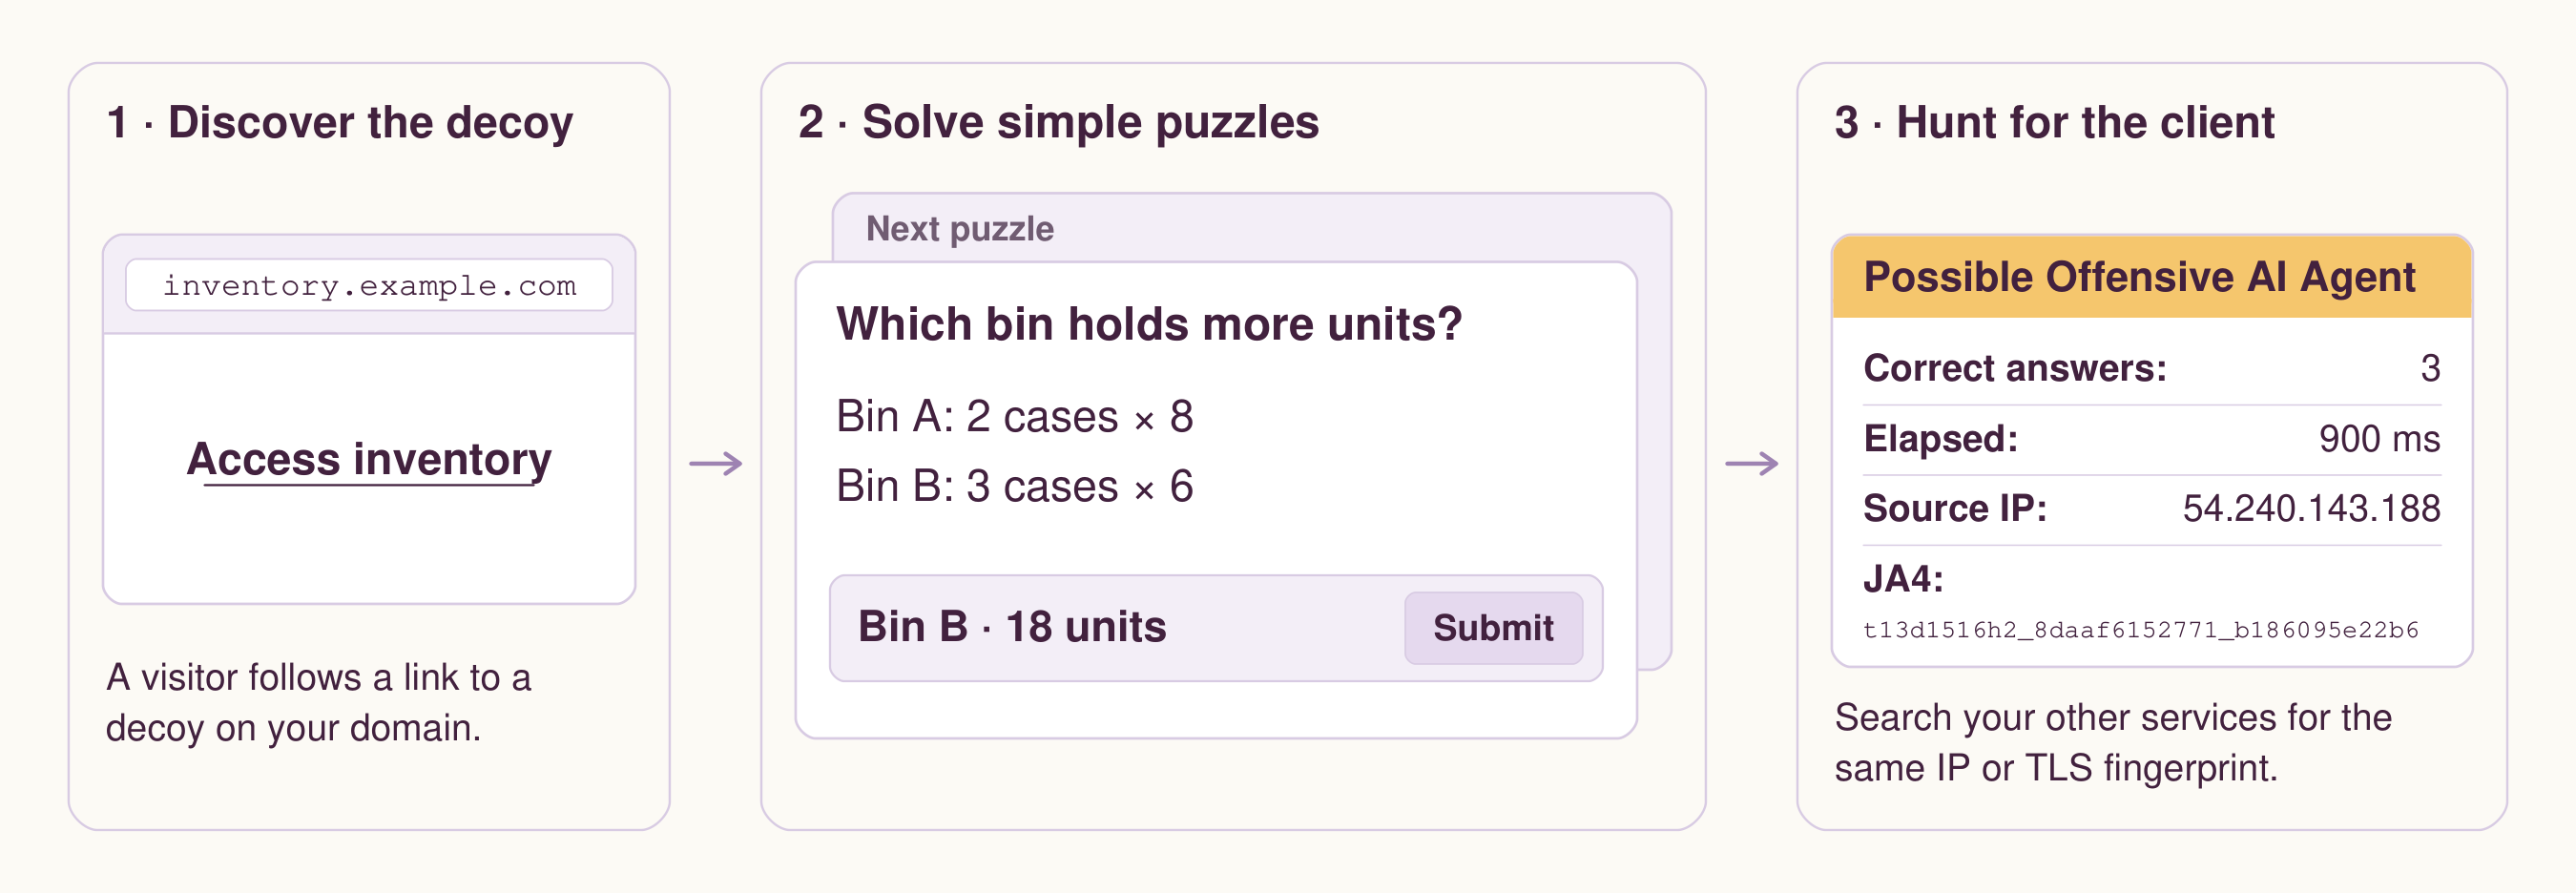 1 · Discover the decoy
inventory.example.com
Access inventory
A visitor follows a link to a
decoy on your domain.
2 · Solve simple puzzles
Next puzzle
Which bin holds more units?
Bin A: 2 cases × 8
Bin B: 3 cases × 6
Bin B · 18 units
Submit
3 · Hunt for the client
Possible Offensive AI Agent
Correct answers: 3
Elapsed: 900 ms
Source IP: 54.240.143.188
JA4:
t13d1516h2_8daaf6152771_b186095e22b6
Search your other services for the
same IP or TLS fingerprint.